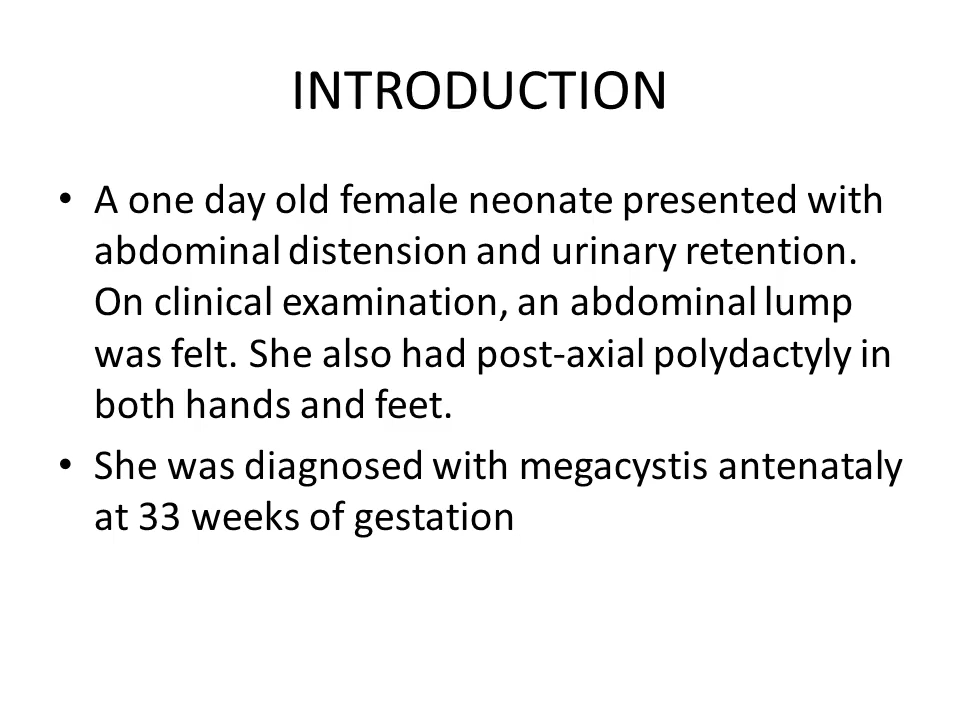 INTRODUCTION
• A one day old female neonate presented with
abdominal distension and urinary retention.
On clinical examination, an abdominal lump
was felt. She also had post-axial polydactyly in
both hands and feet.
• She was diagnosed with megacystis antenataly
at 33 weeks of gestation